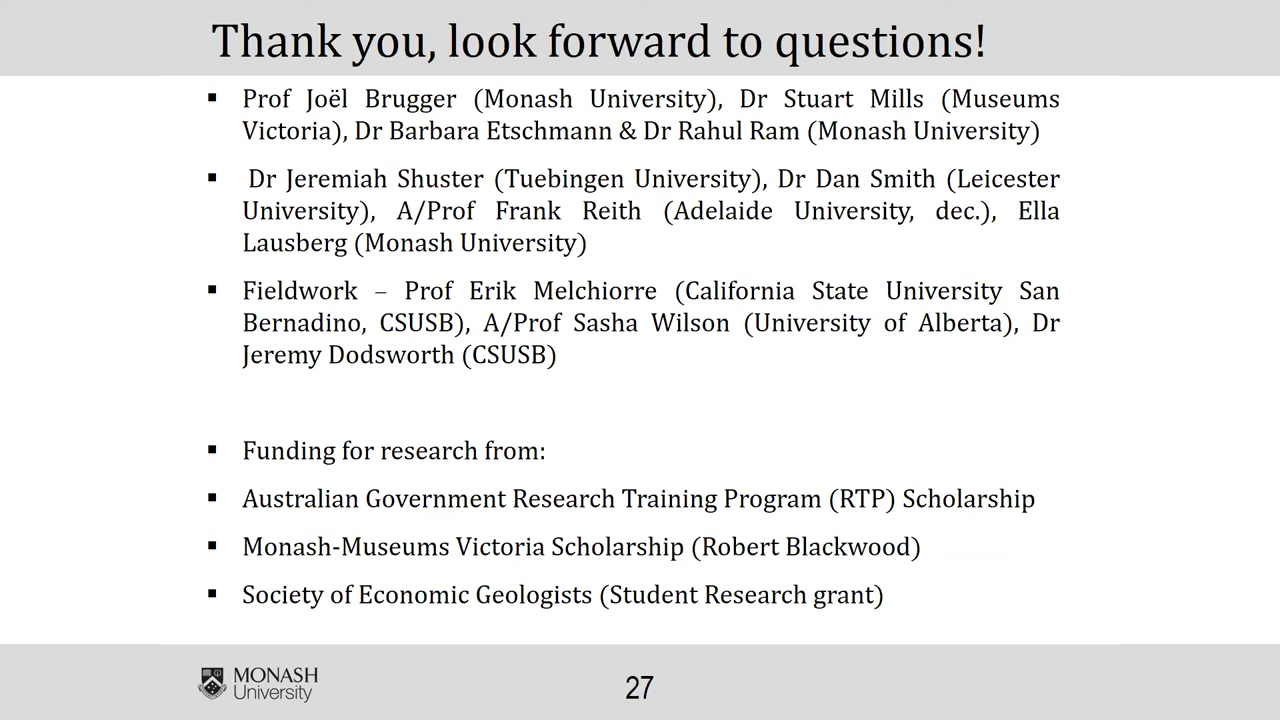 Thank you, look forward to questions!
▪ Prof Joël Brugger (Monash University), Dr Stuart Mills (Museums
Victoria), Dr Barbara Etschmann & Dr Rahul Ram (Monash University)
▪ Dr Jeremiah Shuster (Tuebingen University), Dr Dan Smith (Leicester
University), A/Prof Frank Reith (Adelaide University, dec.), Ella
Lausberg (Monash University)
▪ Fieldwork – Prof Erik Melchiorre (California State University San
Bernadino, CSUSB), A/Prof Sasha Wilson (University of Alberta), Dr
Jeremy Dodsworth (CSUSB)
▪ Funding for research from:
▪ Australian Government Research Training Program (RTP) Scholarship
▪ Monash-Museums Victoria Scholarship (Robert Blackwood)
▪ Society of Economic Geologists (Student Research grant)
MONASH
University
27